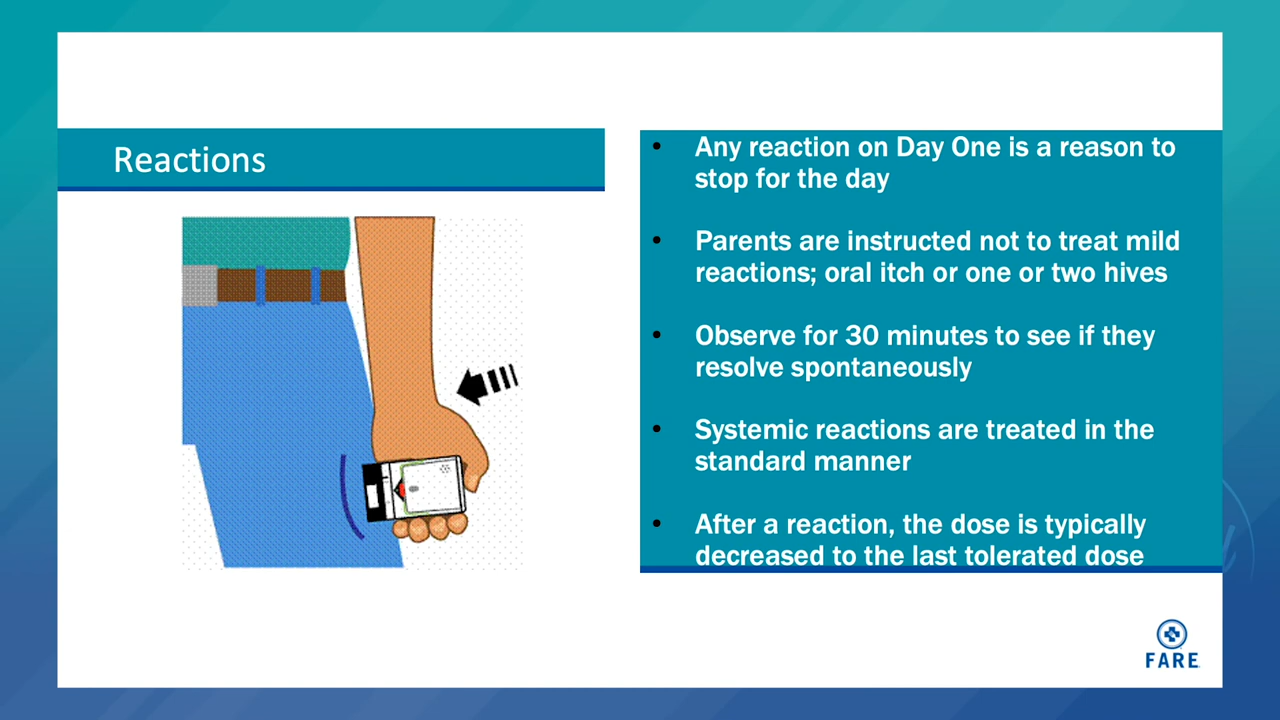 Reactions
• Any reaction on Day One is a reason to
stop for the day
• Parents are instructed not to treat mild
reactions; oral itch or one or two hives
• Observe for 30 minutes to see if they
resolve spontaneously
• Systemic reactions are treated in the
standard manner
• After a reaction, the dose is typically
decreased to the last tolerated dose
FARE